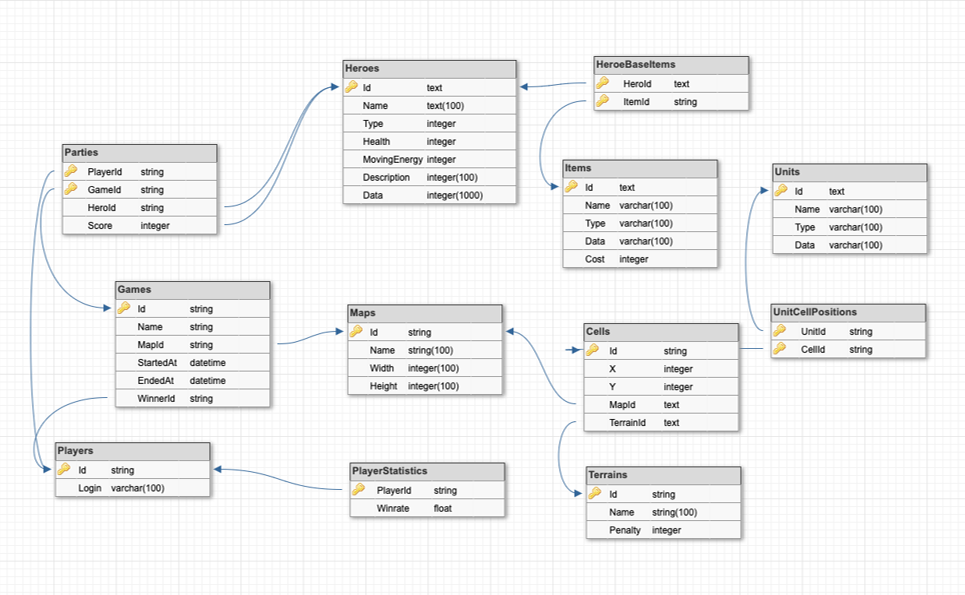 Heroes
Id text
Name text(100)
Type integer
Health integer
MovingEnergy integer
Description integer(100)
Data integer(1000)
HeroeBaseItems
HeroId text
ItemId string
Parties
PlayerId string
GameId string
HeroId string
Score integer
Items
Id text
Name varchar(100)
Type varchar(100)
Data varchar(100)
Cost integer
Units
Id text
Name varchar(100)
Type varchar(100)
Data varchar(100)
Games
Id string
Name string
MapId string
StartedAt datetime
EndedAt datetime
WinnerId string
Maps
Id string
Name string(100)
Width integer(100)
Height integer(100)
Cells
Id string
X integer
Y integer
MapId text
TerrainId text
UnitCellPositions
UnitId string
CellId string
Players
Id string
Login varchar(100)
PlayerStatistics
PlayerId string
Winrate float
Terrains
Id string
Name string(100)
Penalty integer